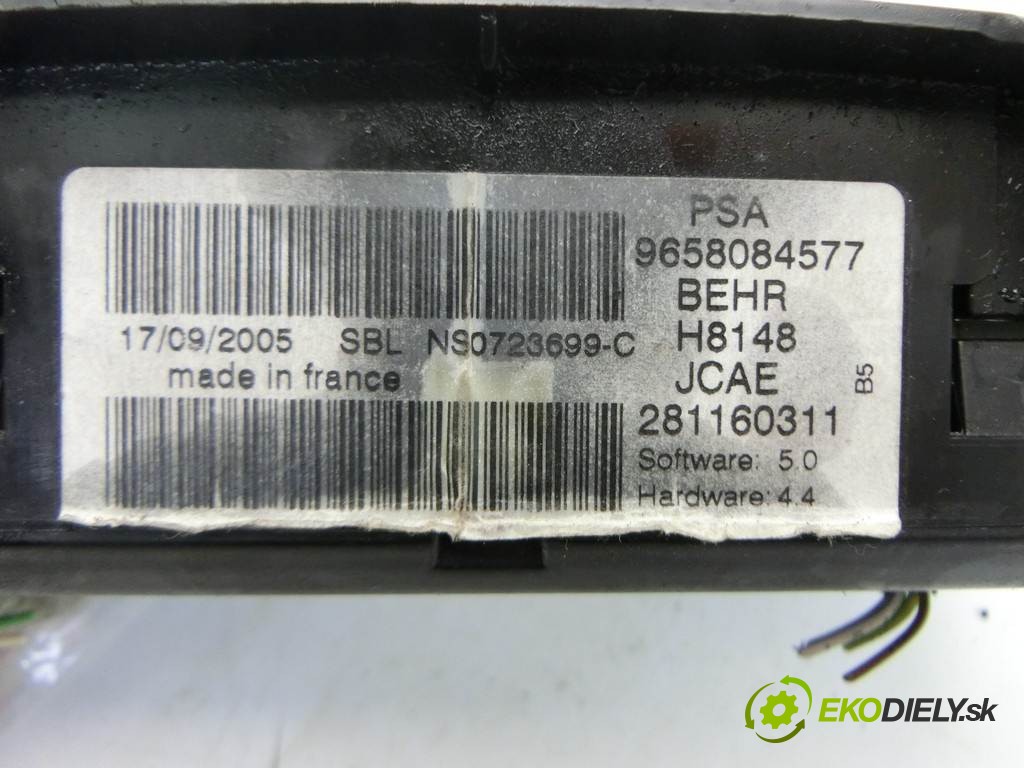 17/09/2005 SBL NS0723699-C
made in france
PSA
9658084577
BEHR
H8148
JCAE
281160311
Software: 5.0
Hardware: 4.4
B5
EKODIELY.sk